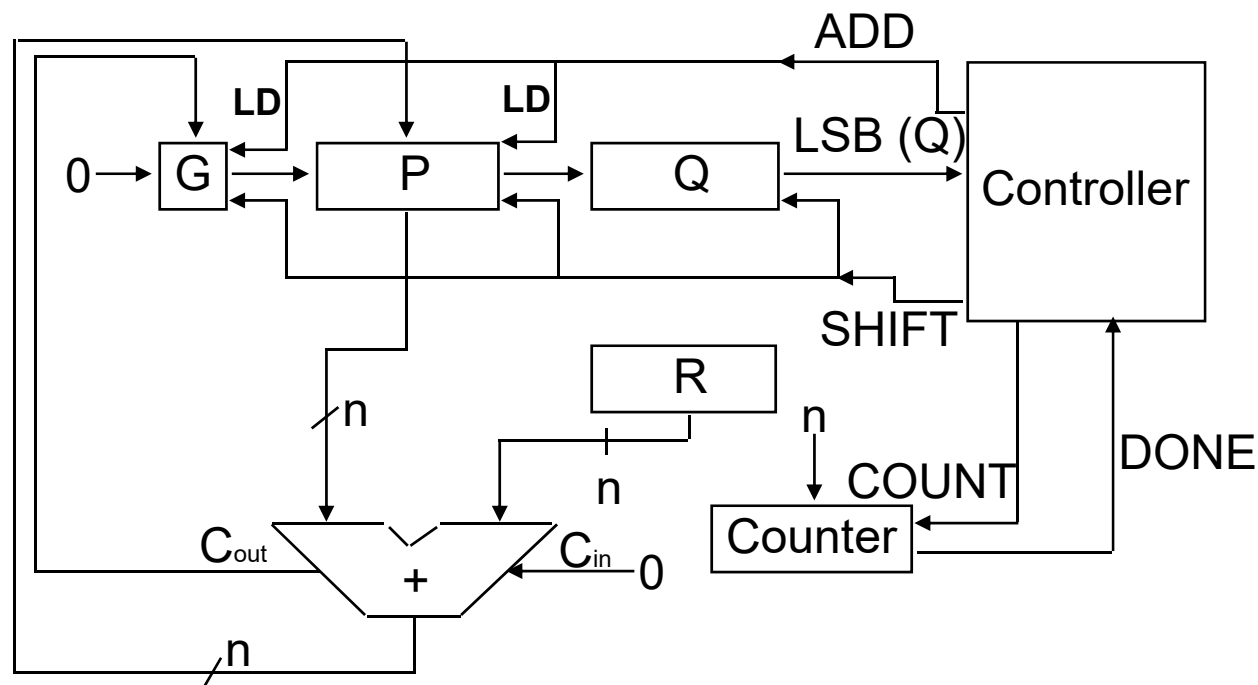 ADD
LD
LD
LSB (Q)
0
G
P
Q
Controller
SHIFT
R
n
n
n
DONE
COUNT
Counter
Cout
Cin
0
+
n